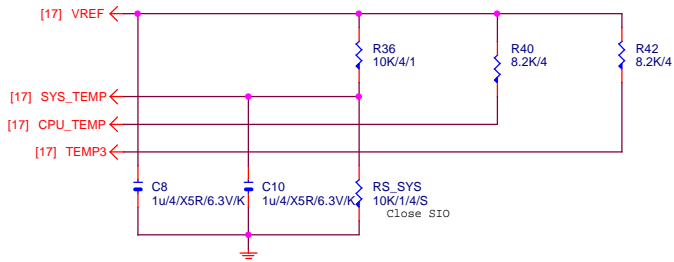 [17] VREF
R36
10K/4/1
R40
8.2K/4
R42
8.2K/4
[17] SYS_TEMP
[17] CPU_TEMP
[17] TEMP3
C8
1u/4/X5R/6.3V/K
C10
1u/4/X5R/6.3V/K
RS_SYS
10K/1/4/S
Close SIO